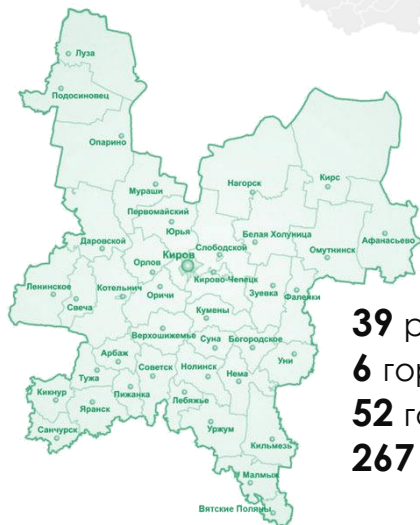 Луза
Подосиновец
Опарино
Мураши
Нагорск
Кирс
Первомайский
Юрья
Даровской
Слободской
Белая Холуница
Афанасьево
Киров
Омутнинск
Орлов
Кирово-Чепецк
Ленинское
Котельнич
Оричи
Зуевка
Фаленки
Свеча
Кумены
Верхошижемье
Суна
Богородское
Арбаж
Уни
Тужа
Советск
Нолинск
Нема
Кикнур
Пижанка
Яранск
Лебяжье
Санчурск
Уржум
Кильмезь
Малмыж
Вятские Поляны
39 р
6 гор
52 го
267